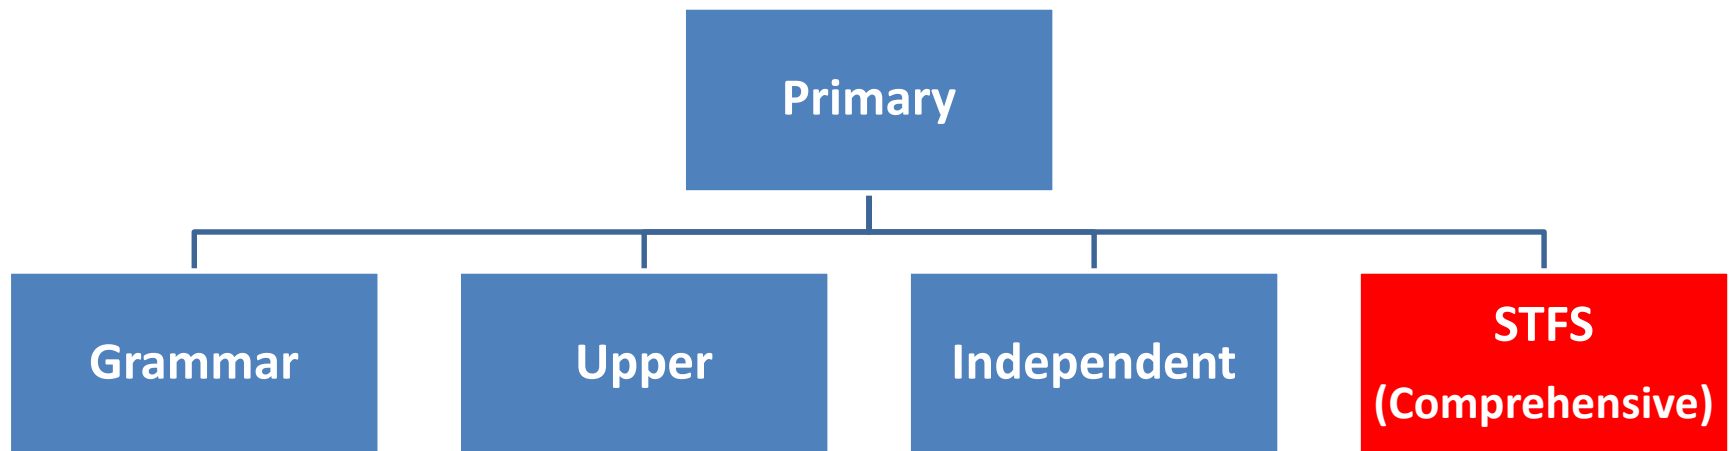 Primary
Grammar
Upper
Independent
STFS
(Comprehensive)